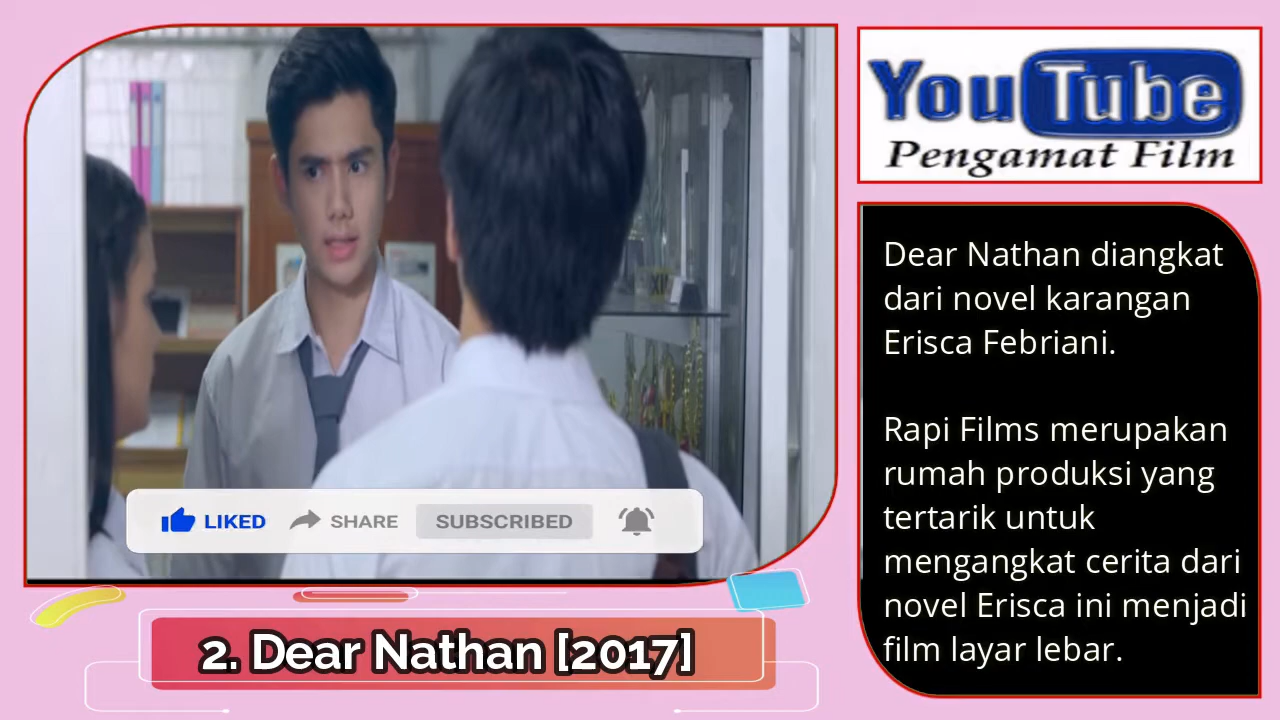 YouTube
Pengamat Film
Dear Nathan diangkat
dari novel karangan
Erisca Febriani.
Rapi Films merupakan
rumah produksi yang
tertarik untuk
mengangkat cerita dari
novel Erisca ini menjadi
film layar lebar.
LIKED SHARE SUBSCRIBED
2. Dear Nathan [2017]